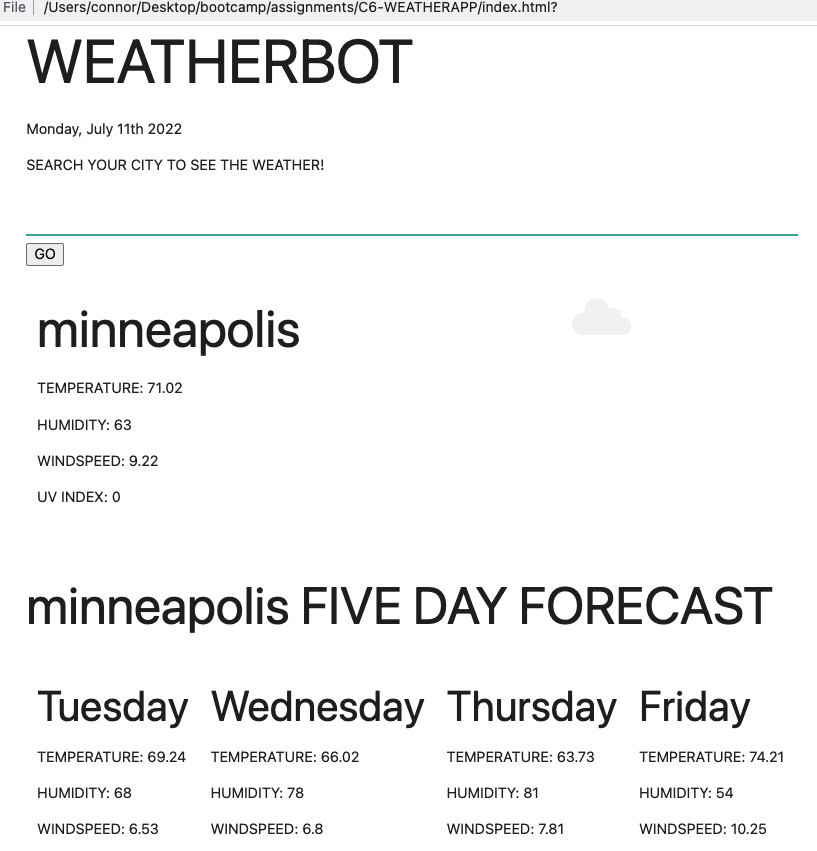 File /Users/connor/Desktop/bootcamp/assignments/C6-WEATHERAPP/index.html?
WEATHERBOT
Monday, July 11th 2022
SEARCH YOUR CITY TO SEE THE WEATHER!
GO
minneapolis
TEMPERATURE: 71.02
HUMIDITY: 63
WINDSPEED: 9.22
UV INDEX: 0
minneapolis FIVE DAY FORECAST
Tuesday Wednesday Thursday Friday
TEMPERATURE: 69.24 TEMPERATURE: 66.02 TEMPERATURE: 63.73 TEMPERATURE: 74.21
HUMIDITY: 68 HUMIDITY: 78 HUMIDITY: 81 HUMIDITY: 54
WINDSPEED: 6.53 WINDSPEED: 6.8 WINDSPEED: 7.81 WINDSPEED: 10.25